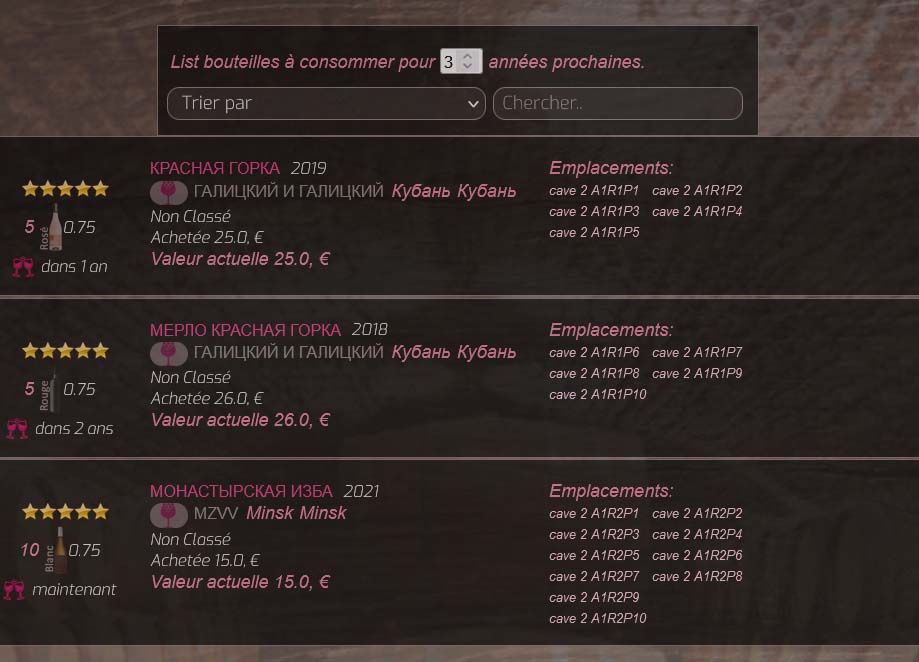 List bouteilles à consommer pour 3 années prochaines.
Trier par Chercher..
КРАСНАЯ ГОРКА 2019
ГАЛИЦКИЙ И ГАЛИЦКИЙ Кубань Кубань
5 Rosé 0.75
Non Classé
Achetée 25.0, €
dans 1 an
Valeur actuelle 25.0, €
Emplacements:
cave 2 A1R1P1 cave 2 A1R1P2
cave 2 A1R1P3 cave 2 A1R1P4
cave 2 A1R1P5
МЕРЛО КРАСНАЯ ГОРКА 2018
ГАЛИЦКИЙ И ГАЛИЦКИЙ Кубань Кубань
5 Rouge 0.75
Non Classé
Achetée 26.0, €
dans 2 ans
Valeur actuelle 26.0, €
Emplacements:
cave 2 A1R1P6 cave 2 A1R1P7
cave 2 A1R1P8 cave 2 A1R1P9
cave 2 A1R1P10
МОНАСТЫРСКАЯ ИЗБА 2021
MZVV Minsk Minsk
10 Blanc 0.75
Non Classé
Achetée 15.0, €
maintenant
Valeur actuelle 15.0, €
Emplacements:
cave 2 A1R2P1 cave 2 A1R2P2
cave 2 A1R2P3 cave 2 A1R2P4
cave 2 A1R2P5 cave 2 A1R2P6
cave 2 A1R2P7 cave 2 A1R2P8
cave 2 A1R2P9
cave 2 A1R2P10